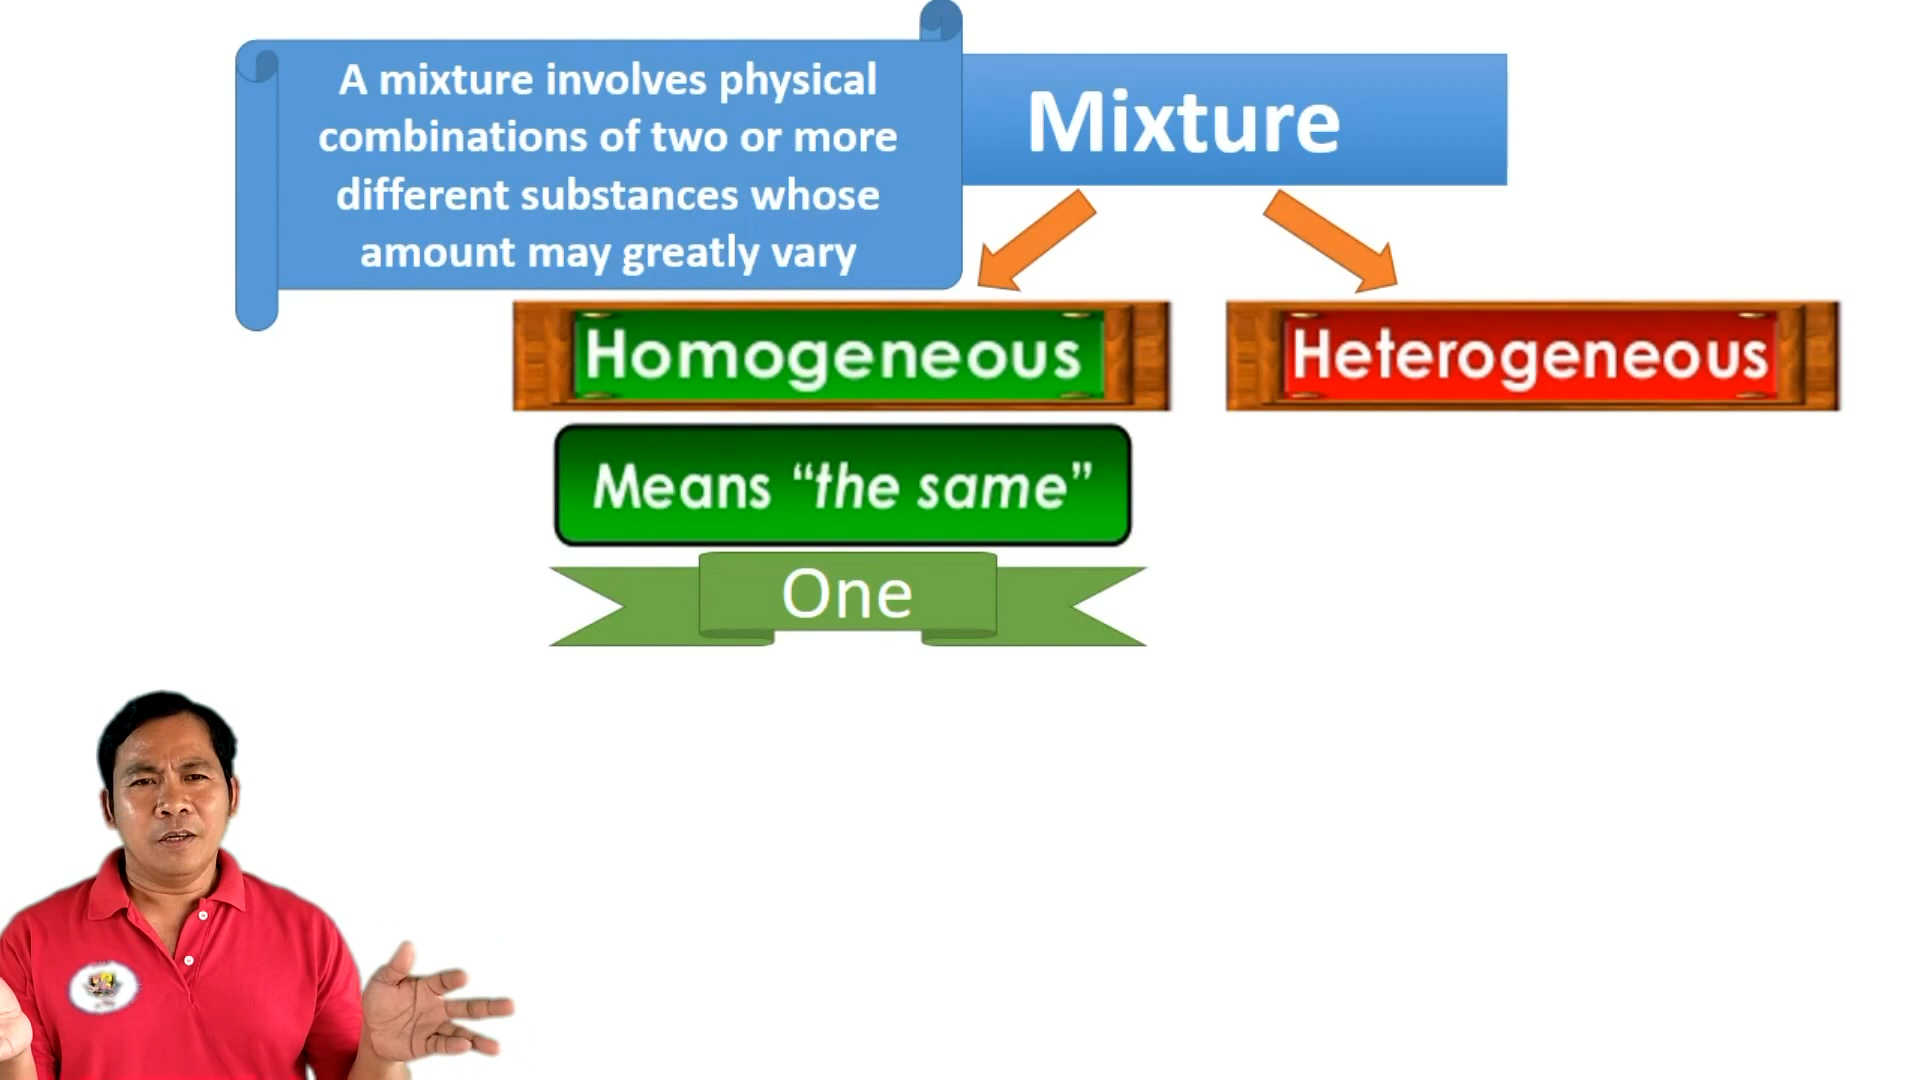 A mixture involves physical
combinations of two or more
different substances whose
amount may greatly vary
Mixture
Homogeneous
Heterogeneous
Means “the same”
One